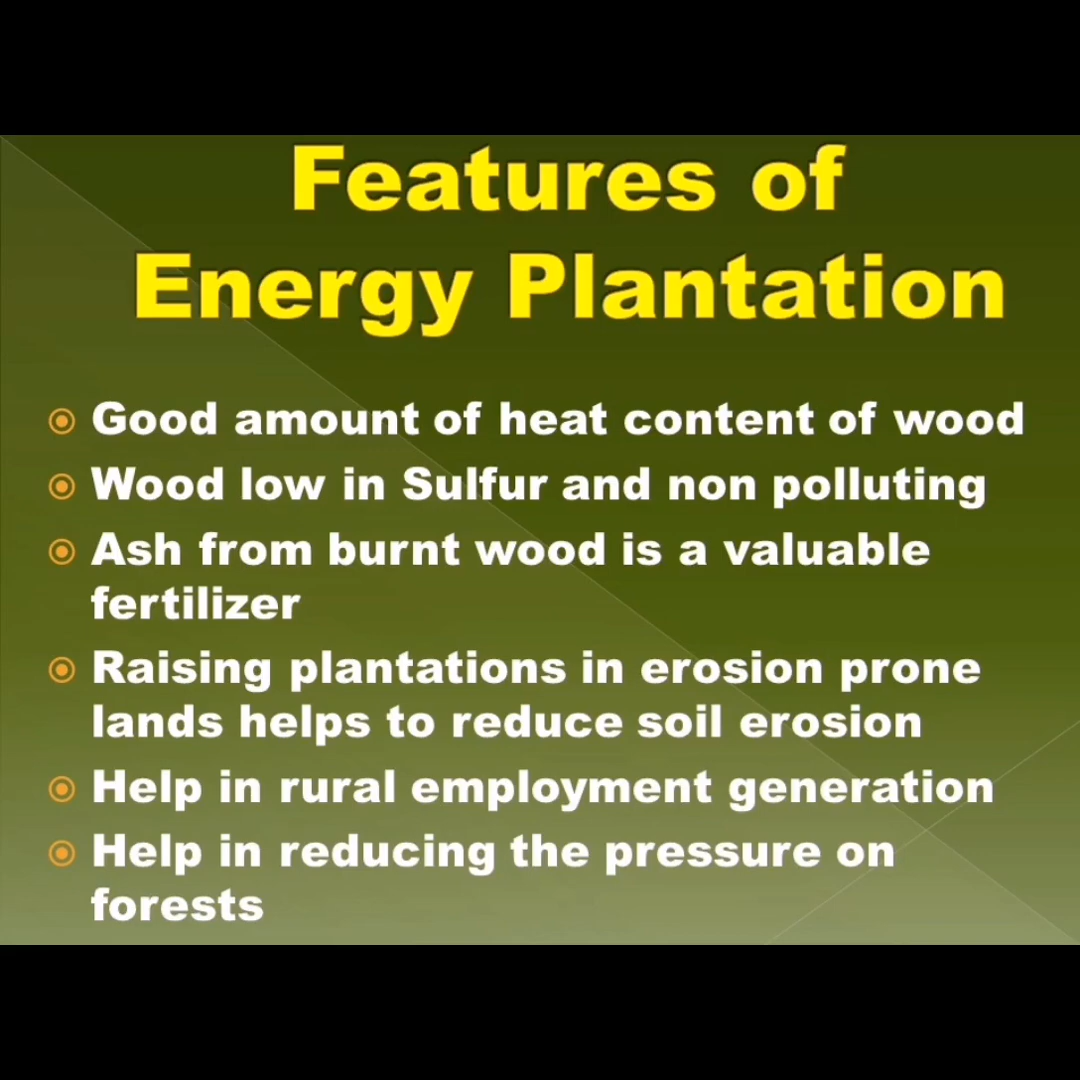 Features of
Energy Plantation
Good amount of heat content of wood
Wood low in Sulfur and non polluting
Ash from burnt wood is a valuable
fertilizer
Raising plantations in erosion prone
lands helps to reduce soil erosion
Help in rural employment generation
Help in reducing the pressure on
forests